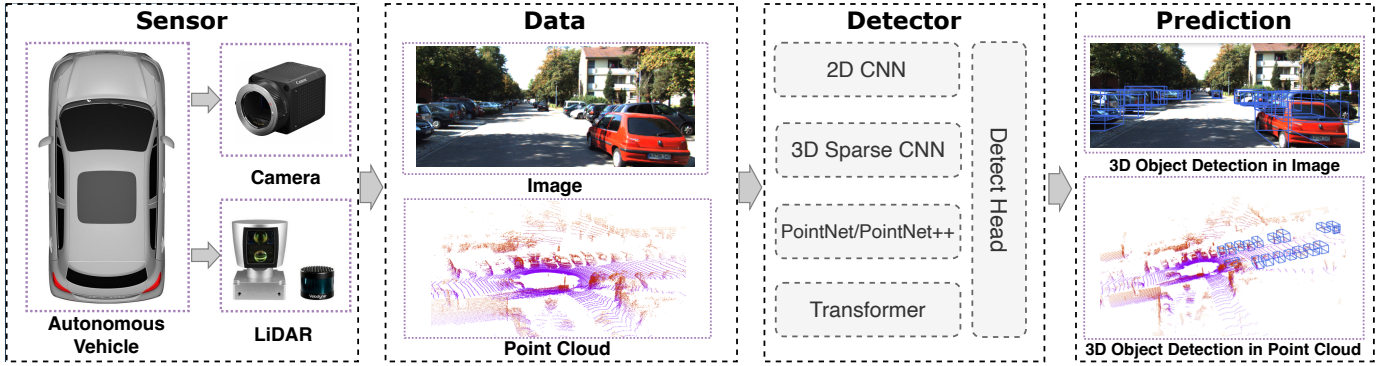 Sensor
Autonomous
Vehicle
Camera
LiDAR
Velodyne
Data
Image
Point Cloud
Detector
2D CNN
3D Sparse CNN
PointNet/PointNet++
Transformer
Detect Head
Prediction
3D Object Detection in Image
3D Object Detection in Point Cloud